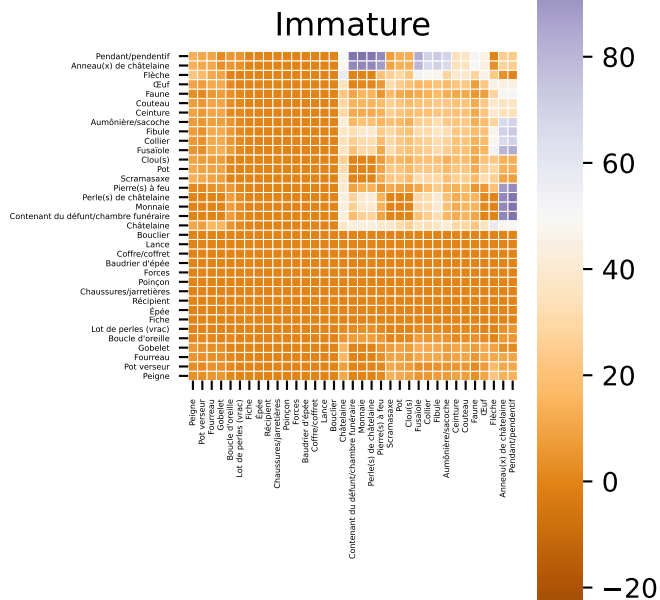 Immature
Pendant/pendentif
Anneau(x) de châtelaine
Flèche
Œuf
Faune
Couteau
Ceinture
Aumônière/sacoche
Fibule
Collier
Fusaïole
Clou(s)
Pot
Scramasaxe
Pierre(s) à feu
Perle(s) de châtelaine
Monnaie
Contenant du défunt/chambre funéraire
Châtelaine
Bouclier
Lance
Coffre/coffret
Baudrier d'épée
Forces
Poinçon
Chaussures/jarretières
Récipient
Épée
Fiche
Lot de perles (vrac)
Boucle d'oreille
Gobelet
Fourreau
Pot verseur
Peigne
Peigne
Pot verseur
Fourreau
Gobelet
Boucle d'oreille
Lot de perles (vrac)
Fiche
Épée
Récipient
Chaussures/jarretières
Poinçon
Forces
Baudrier d'épée
Coffre/coffret
Lance
Bouclier
Châtelaine
Contenant du défunt/chambre funéraire
Monnaie
Perle(s) de châtelaine
Pierre(s) à feu
Scramasaxe
Pot
Clou(s)
Fusaïole
Collier
Fibule
Aumônière/sacoche
Ceinture
Couteau
Faune
Œuf
Flèche
Anneau(x) de châtelaine
Pendant/pendentif
80
60
40
20
0
−20